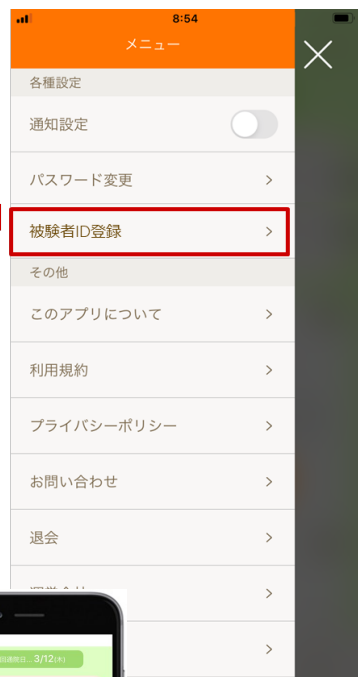 8:54
メニュー
各種設定
通知設定
パスワード変更
被験者ID登録
その他
このアプリについて
利用規約
プライバシーポリシー
お問い合わせ
退会
3/12(木)